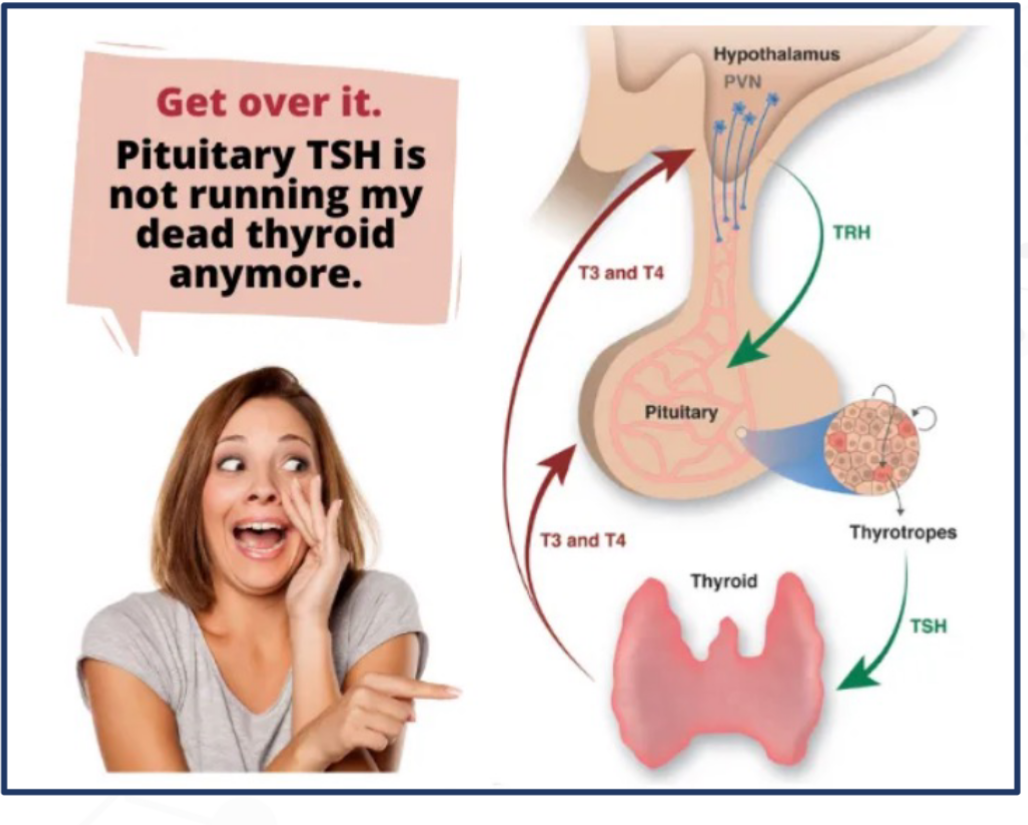 Get over it.
Pituitary TSH is
not running my
dead thyroid
anymore.
Hypothalamus
PVN
TRH
T3 and T4
Pituitary
Thyrotropes
T3 and T4
Thyroid
TSH